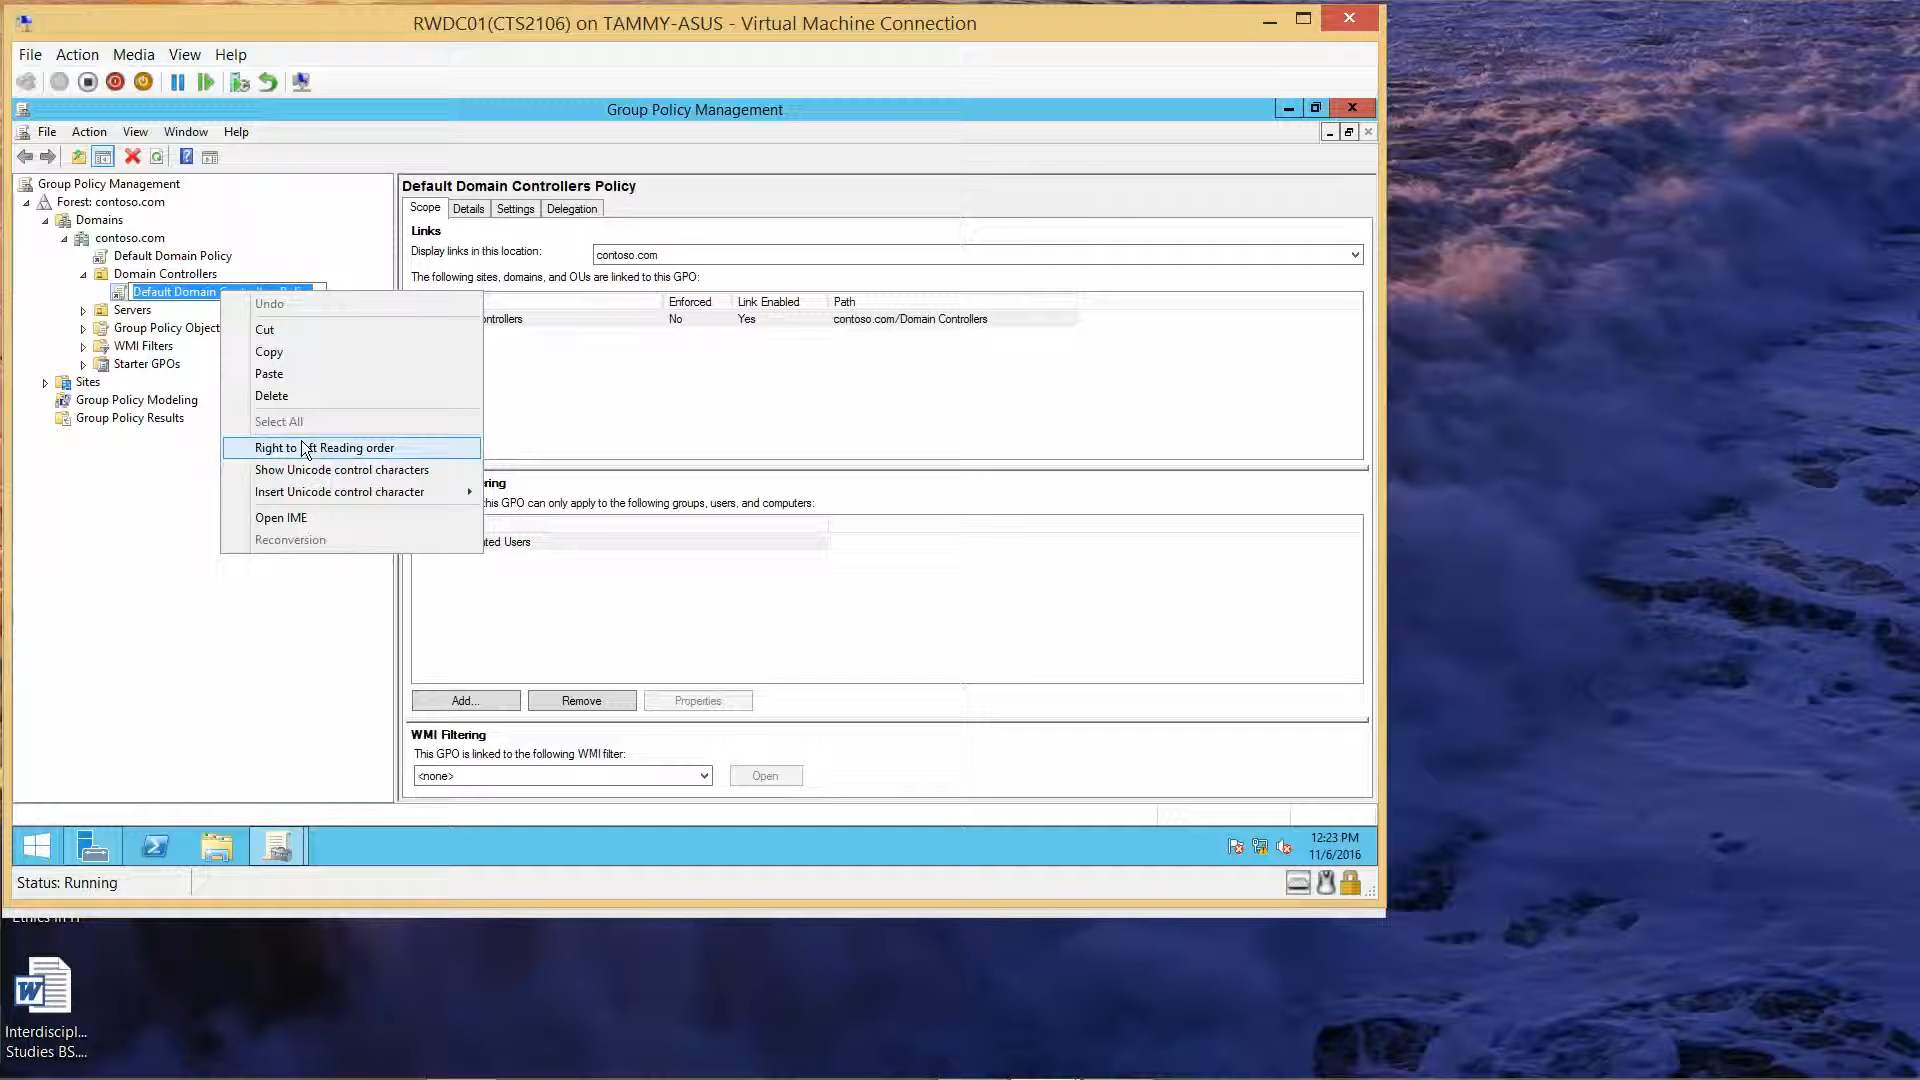 RWDC01(CTS2106) on TAMMY-ASUS - Virtual Machine Connection
File Action Media View Help
Group Policy Management
File Action View Window Help
Group Policy Management
Forest: contoso.com
Domains
contoso.com
Default Domain Policy
Domain Controllers
Default Domain
Servers
Group Policy Object
WMI Filters
Starter GPOs
Sites
Group Policy Modeling
Group Policy Results
Undo
Cut
Copy
Paste
Delete
Select All
Right to Reading order
Show Unicode control characters
Insert Unicode control character
Open IME
Reconversion
Default Domain Controllers Policy
Scope Details Settings Delegation
Links
Display links in this location: contoso.com
The following sites, domains, and OUs are linked to this GPO:
Enforced Link Enabled Path
ontrollers No Yes contoso.com/Domain Controllers
ring
his GPO can only apply to the following groups, users, and computers:
ted Users
Add... Remove Properties
WMI Filtering
This GPO is linked to the following WMI filter:
<none> Open
12:23 PM
11/6/2016
Status: Running
Interdiscipl...
Studies BS....